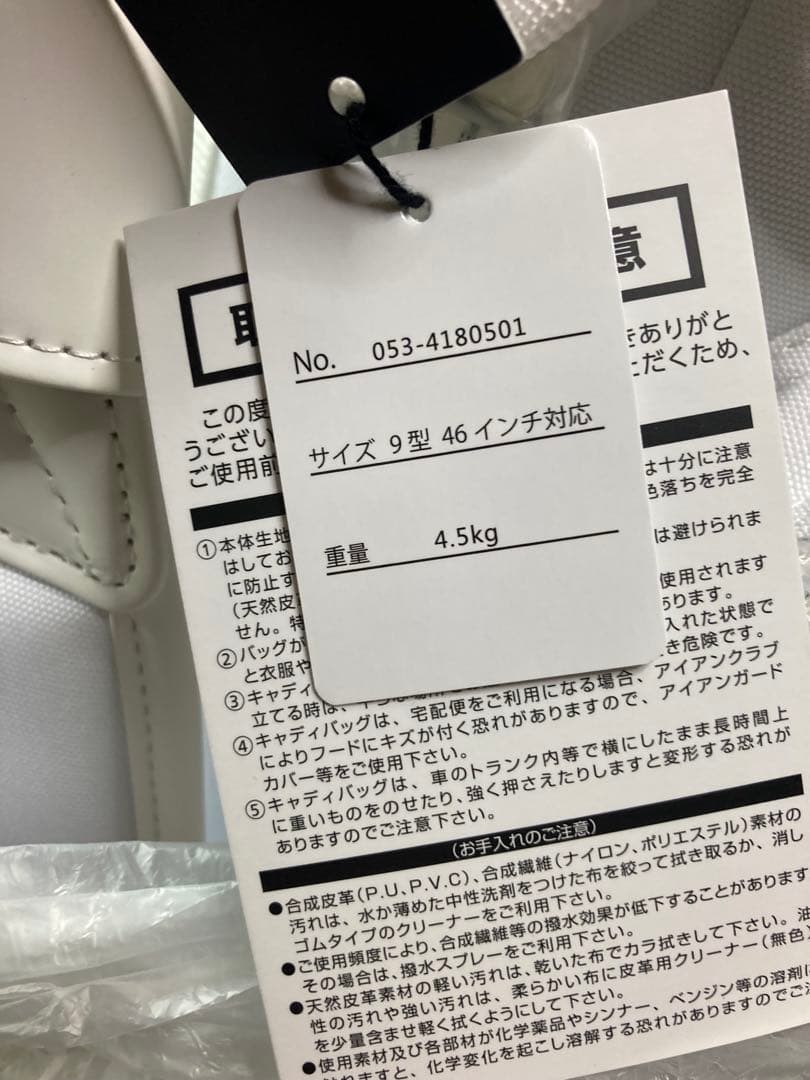 No. 053-4180501
サイズ 9型 46インチ対応
重量 4.5kg
取
意
きありがと
ただくため、
この度
うござい
ご使用前
は十分に注意
色落ちを完全
①本体生地
はしてお
は避けられま
に防止す
(天然皮
使用されます
せん。特
あります。
②バッグが
入れた状態で
と衣服や
き危険です。
③キャディ
立てる時は、
④キャディバッグは、宅配便をご利用になる場合、アイアンクラブ
によりフードにキズが付く恐れがありますので、アイアンガード
カバー等をご使用下さい。
⑤キャディバッグは、車のトランク内等で横にしたまま長時間上
に重いものをのせたり、強く押さえたりしますと変形する恐れが
ありますのでご注意下さい。
(お手入れのご注意)
●合成皮革(P.U,P.V.C)、合成繊維(ナイロン、ポリエステル)素材の
汚れは、水か薄めた中性洗剤をつけた布を絞って拭き取るか、消し
ゴムタイプのクリーナーをご利用下さい。
●ご使用頻度により、合成繊維等の撥水効果が低下することがあります
その場合は、撥水スプレーをご利用下さい。
●天然皮革素材の軽い汚れは、乾いた布でカラ拭きして下さい。油
性の汚れや強い汚れは、柔らかい布に皮革用クリーナー(無色)
を少量含ませ軽く拭くようにして下さい。
●使用素材及び各部材が化学薬品やシンナー、ベンジン等の溶剤に
触れますと、化学変化を起こし溶解する恐れがありますのでご注